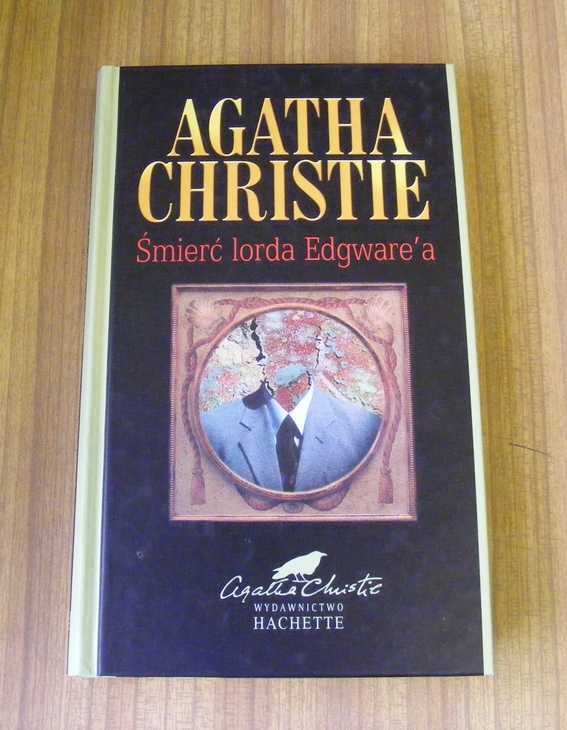 AGATHA
CHRISTIE
Śmierć lorda Edgware'a
Agatha Christie
WYDAWNICTWO
HACHETTE